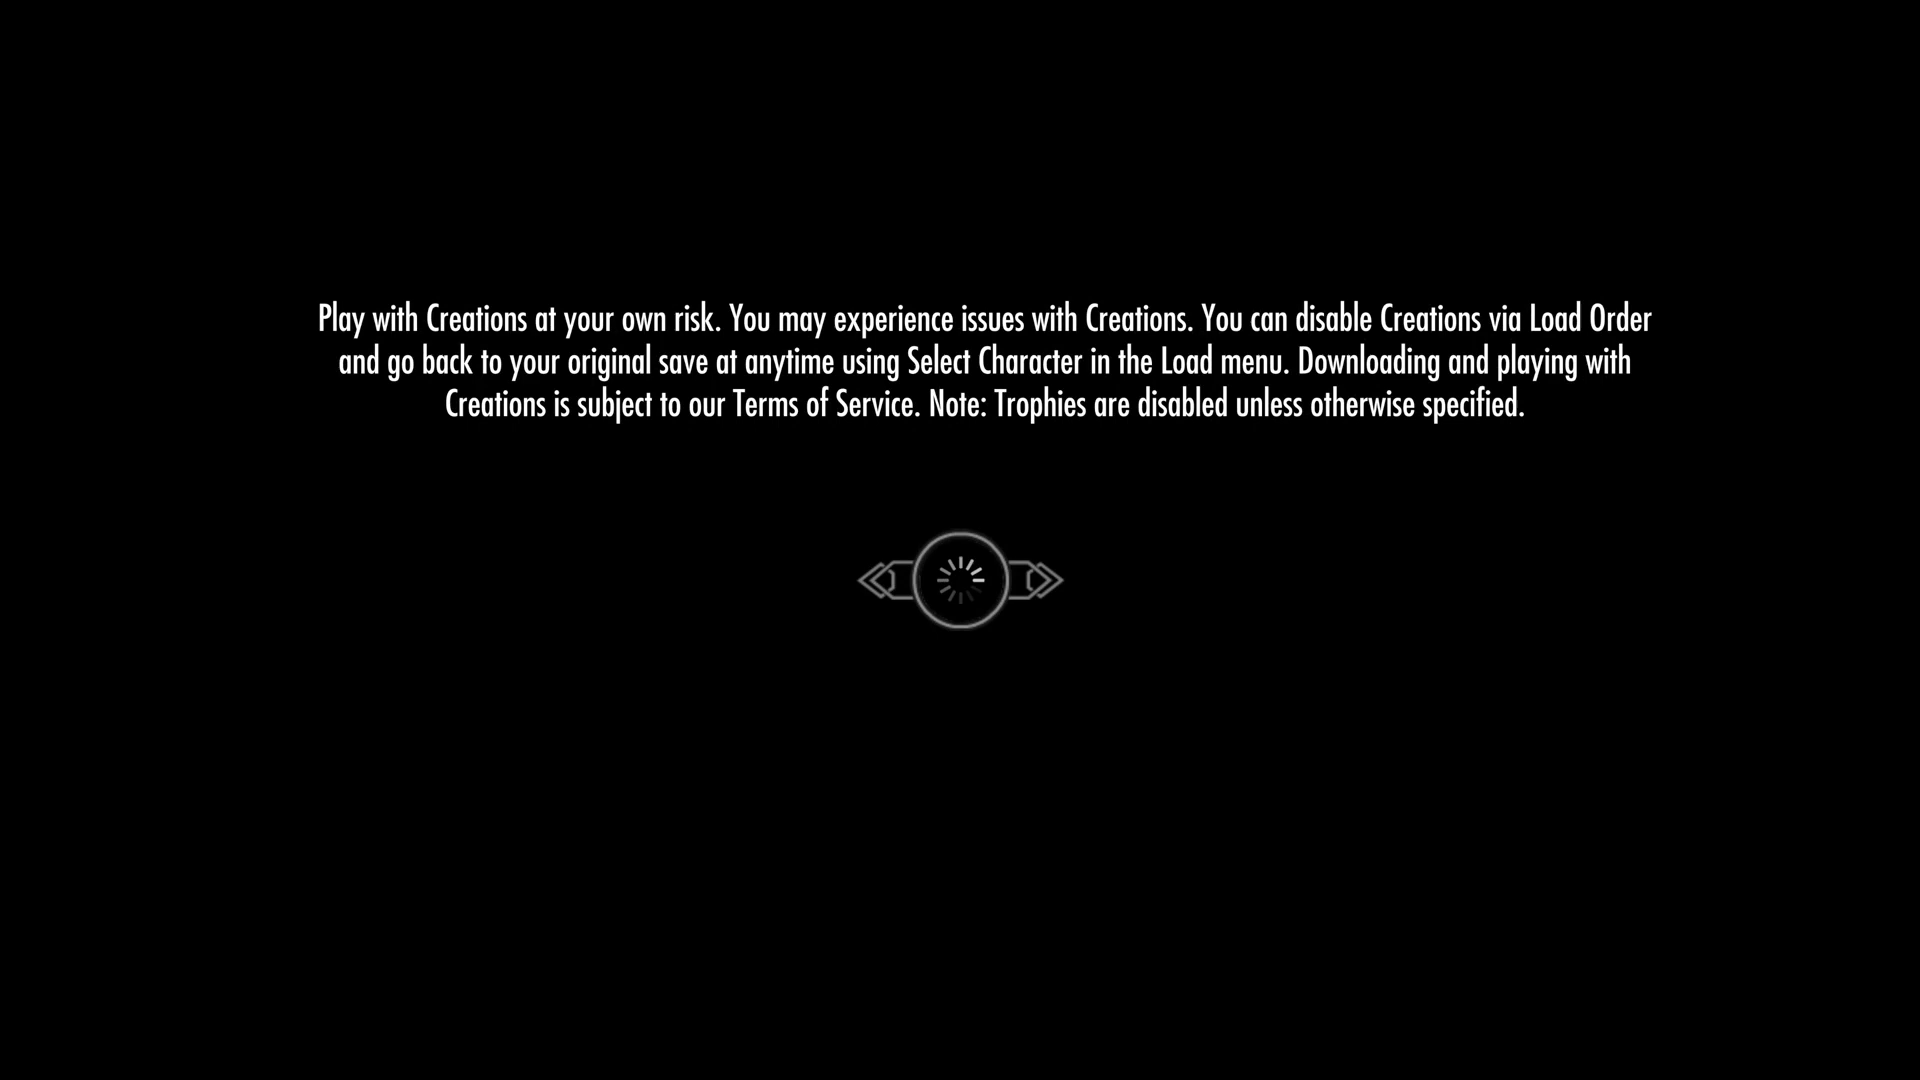 Play with Creations at your own risk. You may experience issues with Creations. You can disable Creations via Load Order
and go back to your original save at anytime using Select Character in the Load menu. Downloading and playing with
Creations is subject to our Terms of Service. Note: Trophies are disabled unless otherwise specified.